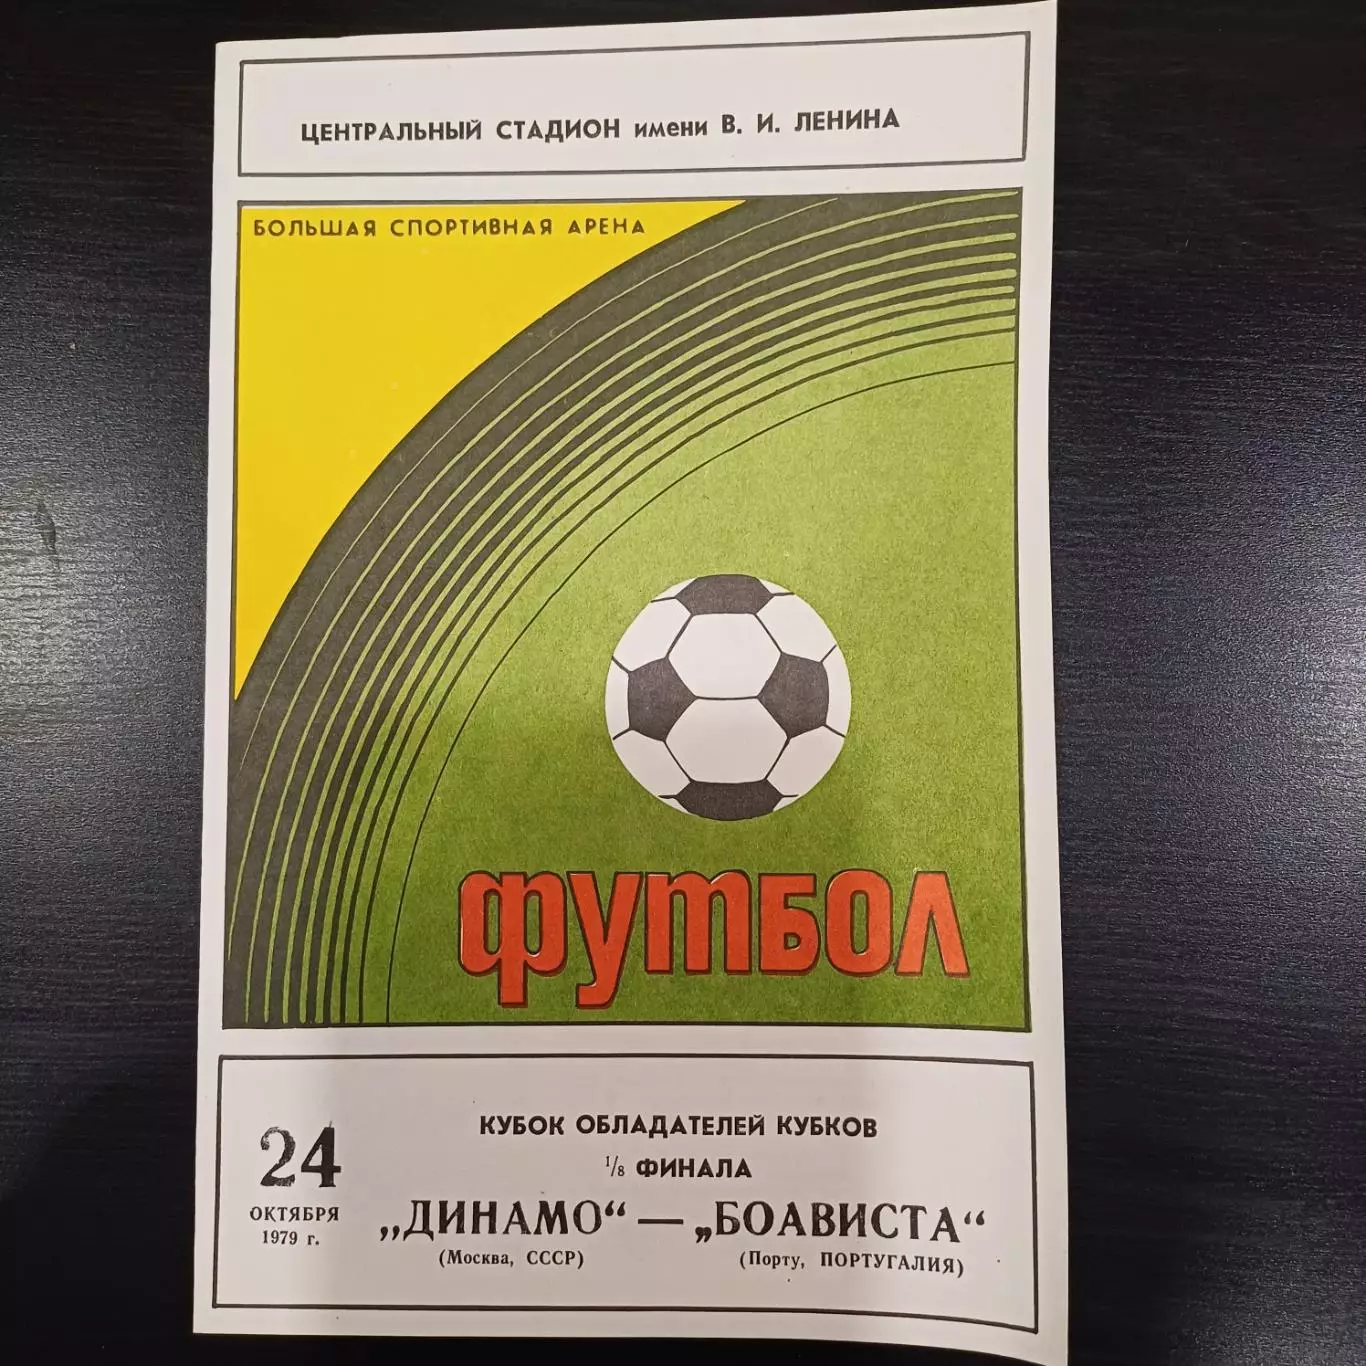 ЦЕНТРАЛЬНЫЙ СТАДИОН имени В. И. ЛЕНИНА
БОЛЬШАЯ СПОРТИВНАЯ АРЕНА
ФУТБОЛ
КУБОК ОБЛАДАТЕЛЕЙ КУБКОВ
1/8 ФИНАЛА
24
ОКТЯБРЯ
1979 г.
„ДИНАМО“ — „БОАВИСТА“
(Москва, СССР) (Порту, ПОРТУГАЛИЯ)